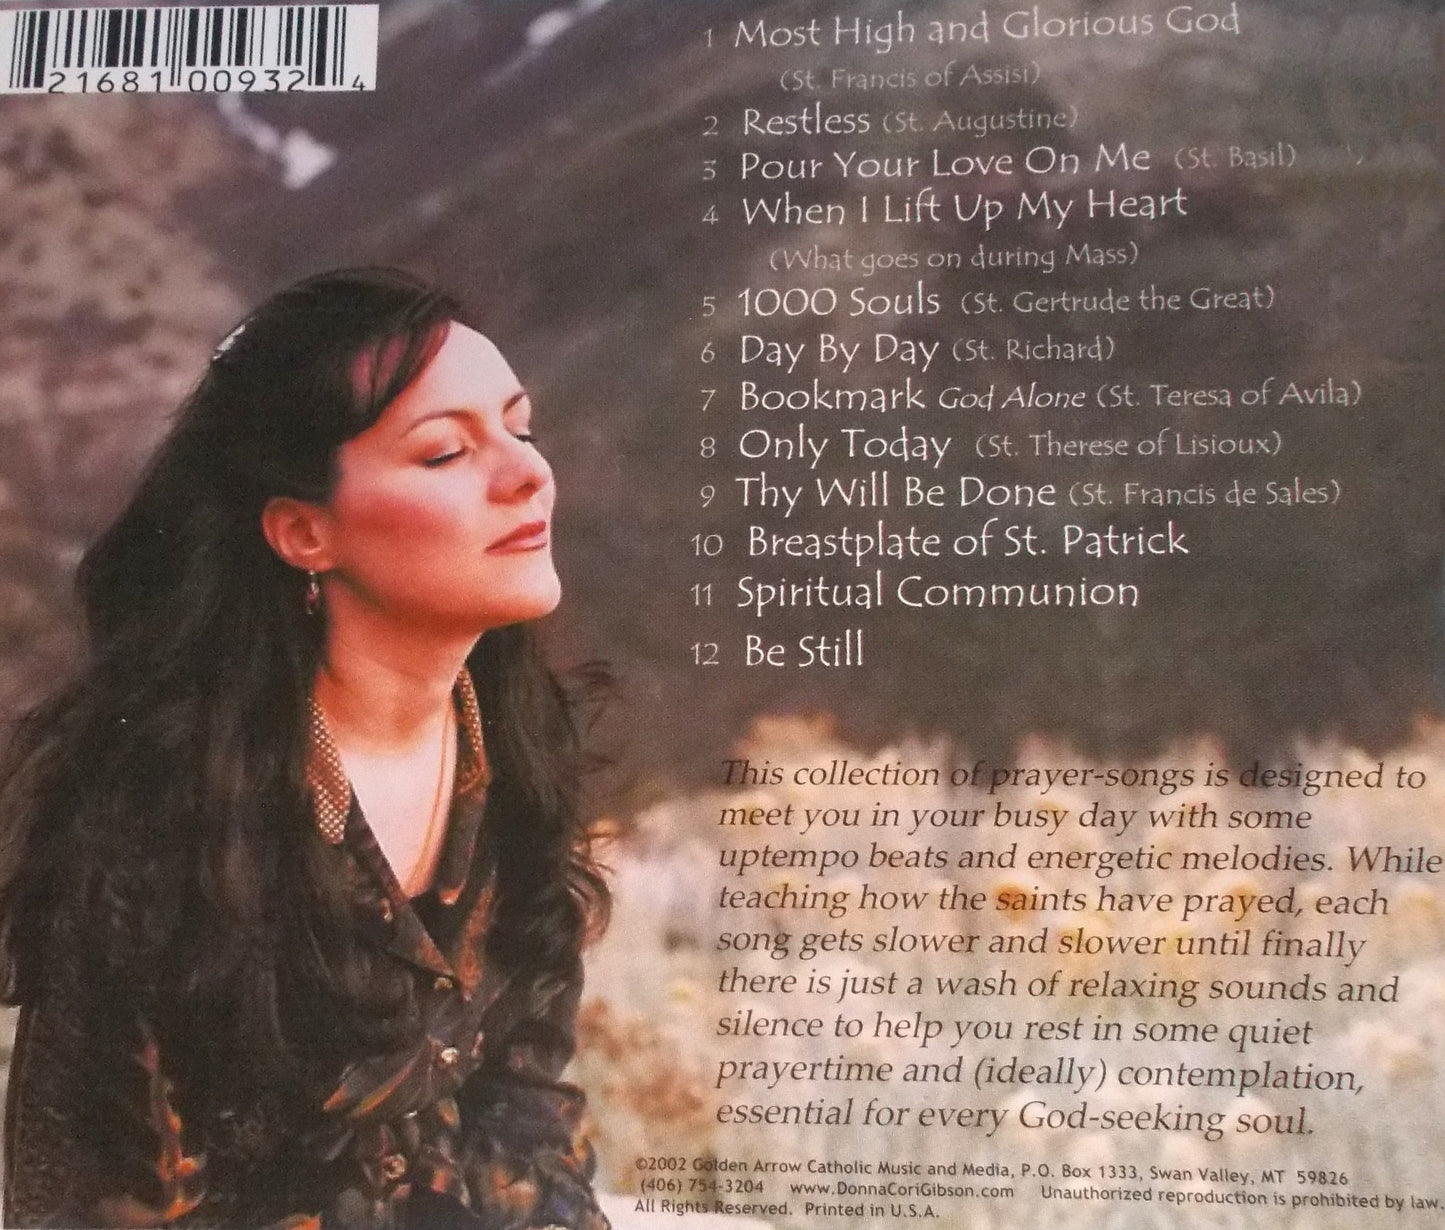 21681 00932 4
1 Most High and Glorious God
(St. Francis of Assisi)
2 Restless (St. Augustine)
3 Pour Your Love On Me (St. Basil)
4 When I Lift Up My Heart
(What goes on during Mass)
5 1000 Souls (St. Gertrude the Great)
6 Day By Day (St. Richard)
7 Bookmark God Alone (St. Teresa of Avila)
8 Only Today (St. Therese of Lisioux)
9 Thy Will Be Done (St. Francis de Sales)
10 Breastplate of St. Patrick
11 Spiritual Communion
12 Be Still
This collection of prayer-songs is designed to
meet you in your busy day with some
uptempo beats and energetic melodies. While
teaching how the saints have prayed, each
song gets slower and slower until finally
there is just a wash of relaxing sounds and
silence to help you rest in some quiet
prayertime and (ideally) contemplation,
essential for every God-seeking soul.
©2002 Golden Arrow Catholic Music and Media, P.O. Box 1333, Swan Valley, MT 59826
(406) 754-3204 www.DonnaCoriGibson.com Unauthorized reproduction is prohibited by law.
All Rights Reserved. Printed in U.S.A.